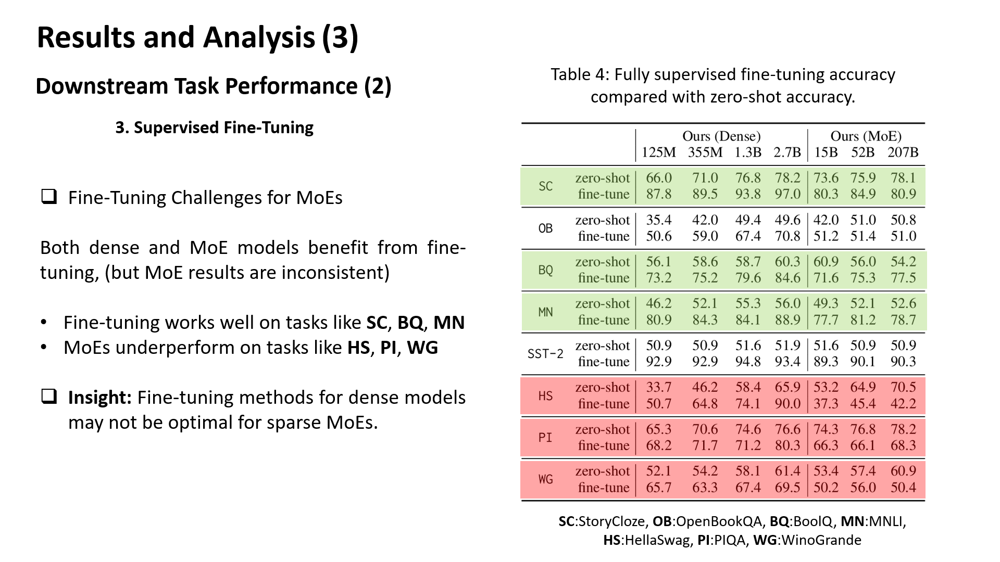 Results and Analysis (3)
Downstream Task Performance (2)
3. Supervised Fine-Tuning
❑ Fine-Tuning Challenges for MoEs
Both dense and MoE models benefit from fine-
tuning, (but MoE results are inconsistent)
• Fine-tuning works well on tasks like SC, BQ, MN
• MoEs underperform on tasks like HS, PI, WG
❑ Insight: Fine-tuning methods for dense models
may not be optimal for sparse MoEs.
Table 4: Fully supervised fine-tuning accuracy
compared with zero-shot accuracy.
Ours (Dense) Ours (MoE)
125M 355M 1.3B 2.7B 15B 52B 207B
SC
zero-shot 66.0 71.0 76.8 78.2 73.6 75.9 78.1
fine-tune 87.8 89.5 93.8 97.0 80.3 84.9 80.9
OB
zero-shot 35.4 42.0 49.4 49.6 42.0 51.0 50.8
fine-tune 50.6 59.0 67.4 70.8 51.2 51.4 51.0
BQ
zero-shot 56.1 58.6 58.7 60.3 60.9 56.0 54.2
fine-tune 73.2 75.2 79.6 84.6 71.6 75.3 77.5
MN
zero-shot 46.2 52.1 55.3 56.0 49.3 52.1 52.6
fine-tune 80.9 84.3 84.1 88.9 77.7 81.2 78.7
SST-2
zero-shot 50.9 50.9 51.6 51.9 51.6 50.9 50.9
fine-tune 92.9 92.9 94.8 93.4 89.3 90.1 90.3
HS
zero-shot 33.7 46.2 58.4 65.9 53.2 64.9 70.5
fine-tune 50.7 64.8 74.1 90.0 37.3 45.4 42.2
PI
zero-shot 65.3 70.6 74.6 76.6 74.3 76.8 78.2
fine-tune 68.2 71.7 71.2 80.3 66.3 66.1 68.3
WG
zero-shot 52.1 54.2 58.1 61.4 53.4 57.4 60.9
fine-tune 65.7 63.3 67.4 69.5 50.2 56.0 50.4
SC:StoryCloze, OB:OpenBookQA, BQ:BoolQ, MN:MNLI,
HS:HellaSwag, PI:PIQA, WG:WinoGrande